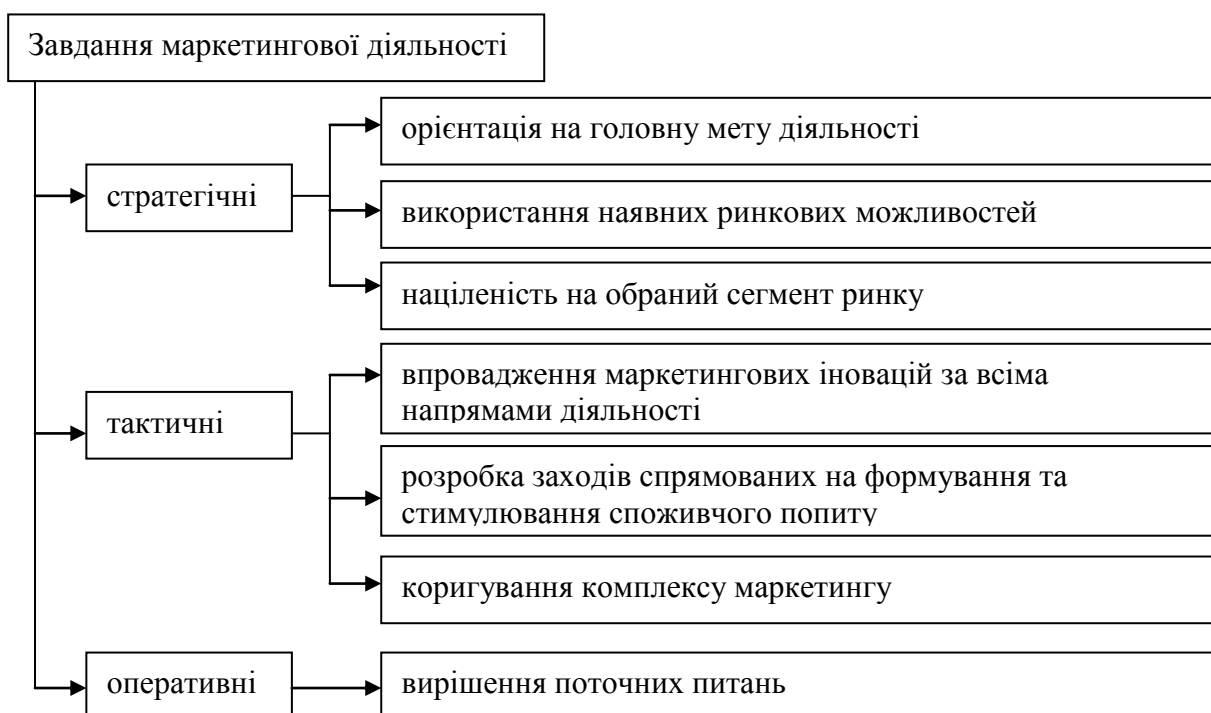 Завдання маркетингової діяльності
орієнтація на головну мету діяльності
стратегічні
використання наявних ринкових можливостей
націленість на обраний сегмент ринку
впровадження маркетингових іновацій за всіма
напрямами діяльності
тактичні
розробка заходів спрямованих на формування та
стимулювання споживчого попиту
коригування комплексу маркетингу
оперативні
вирішення поточних питань